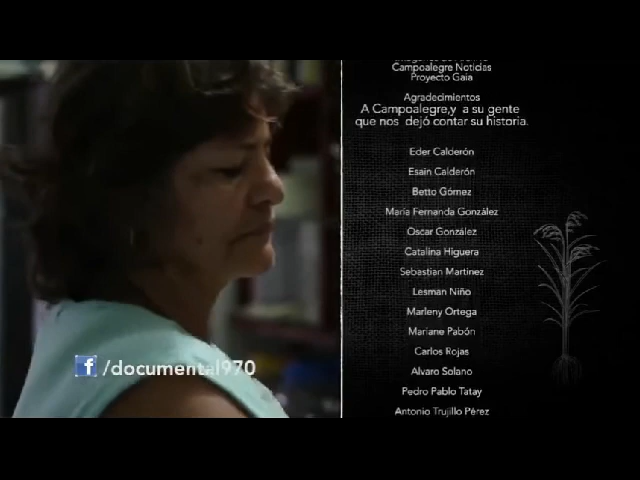 Campoalegre Noticias
Proyecto Gaia
Agradecimientos
A Campoalegre,y a su gente
que nos dejó contar su historia.
Eder Calderón
Esain Calderón
Betto Gómez
María Fernanda González
Oscar González
Catalina Higuera
Sebastian Martinez
Lesman Niño
Marleny Ortega
Mariane Pabón
Carlos Rojas
Alvaro Solano
Pedro Pablo Tatay
Antonio Trujillo Pérez
f /documental970